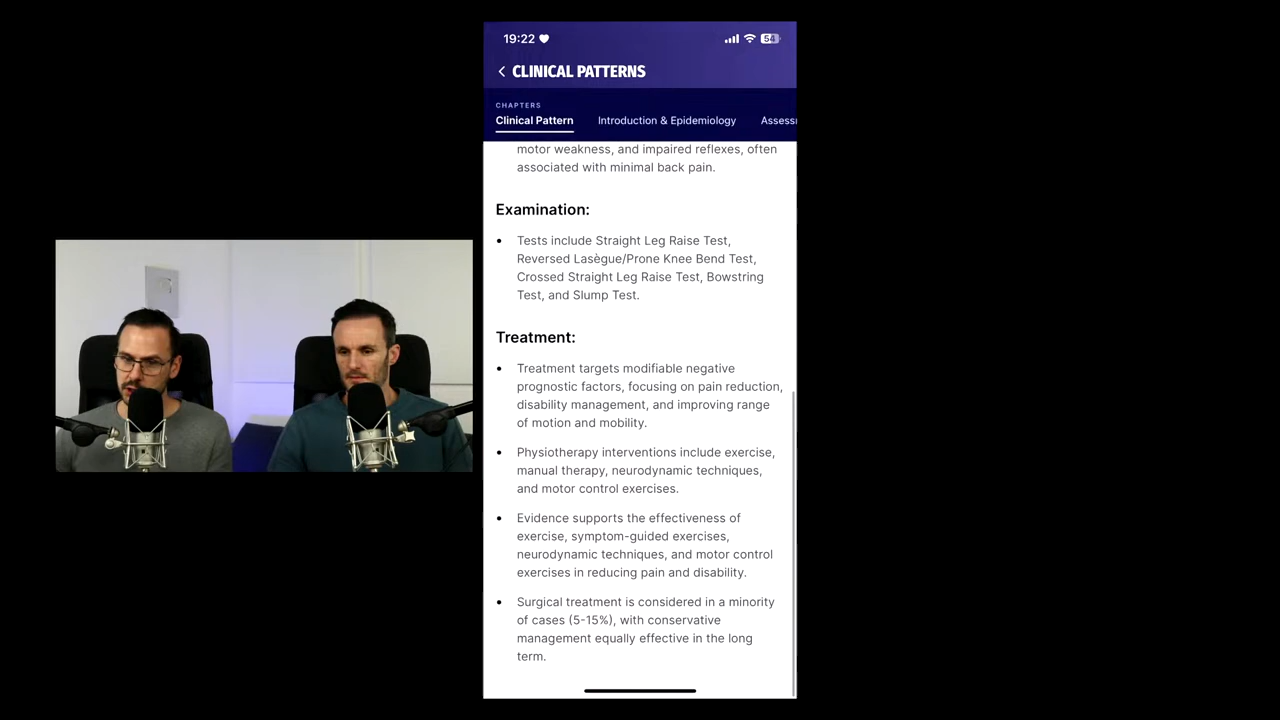 19:22
54
CLINICAL PATTERNS
CHAPTERS
Clinical Pattern Introduction & Epidemiology Assess
motor weakness, and impaired reflexes, often
associated with minimal back pain.
Examination:
• Tests include Straight Leg Raise Test,
Reversed Lasègue/Prone Knee Bend Test,
Crossed Straight Leg Raise Test, Bowstring
Test, and Slump Test.
Treatment:
• Treatment targets modifiable negative
prognostic factors, focusing on pain reduction,
disability management, and improving range
of motion and mobility.
• Physiotherapy interventions include exercise,
manual therapy, neurodynamic techniques,
and motor control exercises.
• Evidence supports the effectiveness of
exercise, symptom-guided exercises,
neurodynamic techniques, and motor control
exercises in reducing pain and disability.
• Surgical treatment is considered in a minority
of cases (5-15%), with conservative
management equally effective in the long
term.